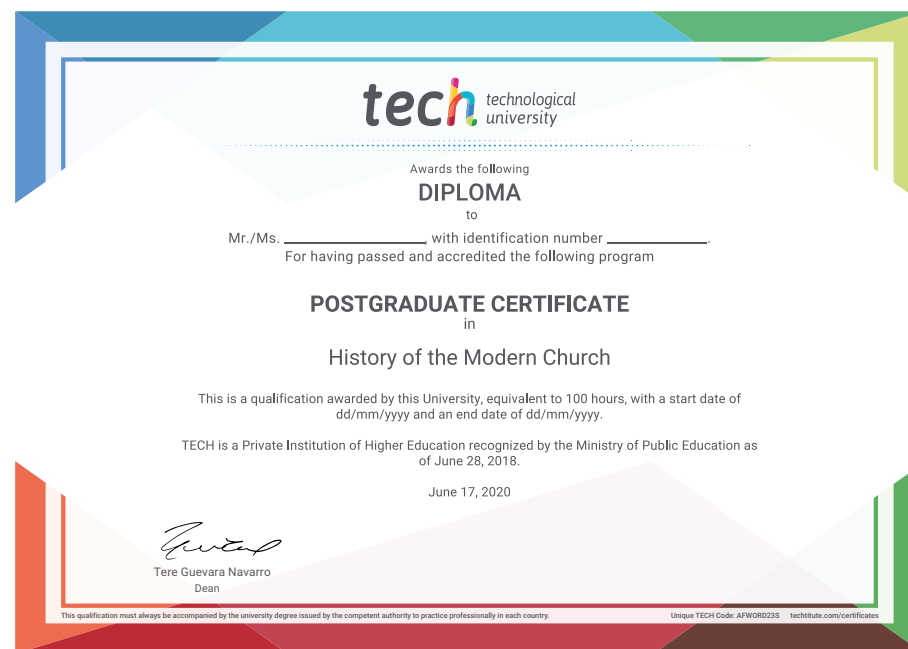 tech technological
university
Awards the following
DIPLOMA
to
Mr./Ms. ____________________, with identification number ______________.
For having passed and accredited the following program
POSTGRADUATE CERTIFICATE
in
History of the Modern Church
This is a qualification awarded by this University, equivalent to 100 hours, with a start date of
dd/mm/yyyy and an end date of dd/mm/yyyy.
TECH is a Private Institution of Higher Education recognized by the Ministry of Public Education as
of June 28, 2018.
June 17, 2020
Tere Guevara Navarro
Dean
This qualification must always be accompanied by the university degree issued by the competent authority to practice professionally in each country. Unique TECH Code: AFWORD23S techtitute.com/certificates